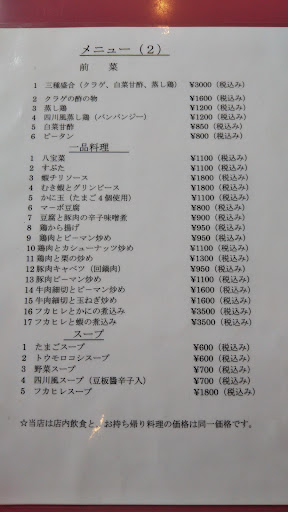 メニュー（２）
前　菜
1 三種盛合（クラゲ、白菜甘酢、蒸し鶏） ¥3000（税込み）
2 クラゲの酢の物 ¥1600（税込み）
3 蒸し鶏 ¥1200（税込み）
4 四川風蒸し鶏（バンバンジー） ¥1200（税込み）
5 白菜甘酢 ¥850（税込み）
6 ピータン ¥800（税込み）
一品料理
1 八宝菜 ¥1100（税込み）
2 すぶた ¥1100（税込み）
3 蝦チリソース ¥1800（税込み）
4 むき蝦とグリンピース ¥1800（税込み）
5 かに玉（たまご４個使用） ¥1100（税込み）
6 マーボ豆腐 ¥800（税込み）
7 豆腐と豚肉の辛子味噌煮 ¥900（税込み）
8 鶏から揚げ ¥950（税込み）
9 鶏肉とピーマン炒め ¥950（税込み）
10 鶏肉とカシューナッツ炒め ¥1100（税込み）
11 鶏肉と栗の炒め ¥1300（税込み）
12 豚肉キャベツ（回鍋肉） ¥950（税込み）
13 豚肉ピーマン炒め ¥950（税込み）
14 牛肉細切とピーマン炒め ¥1600（税込み）
15 牛肉細切と玉ねぎ炒め ¥1600（税込み）
16 フカヒレとかにの煮込み ¥3500（税込み）
17 フカヒレと蝦の煮込み ¥3500（税込み）
スープ
1 たまごスープ ¥600（税込み）
2 トウモロコシスープ ¥600（税込み）
3 野菜スープ ¥700（税込み）
4 四川風スープ（豆板醬辛子入） ¥700（税込み）
5 フカヒレスープ ¥1800（税込み）
☆当店は店内飲食と、お持ち帰り料理の価格は同一価格です。